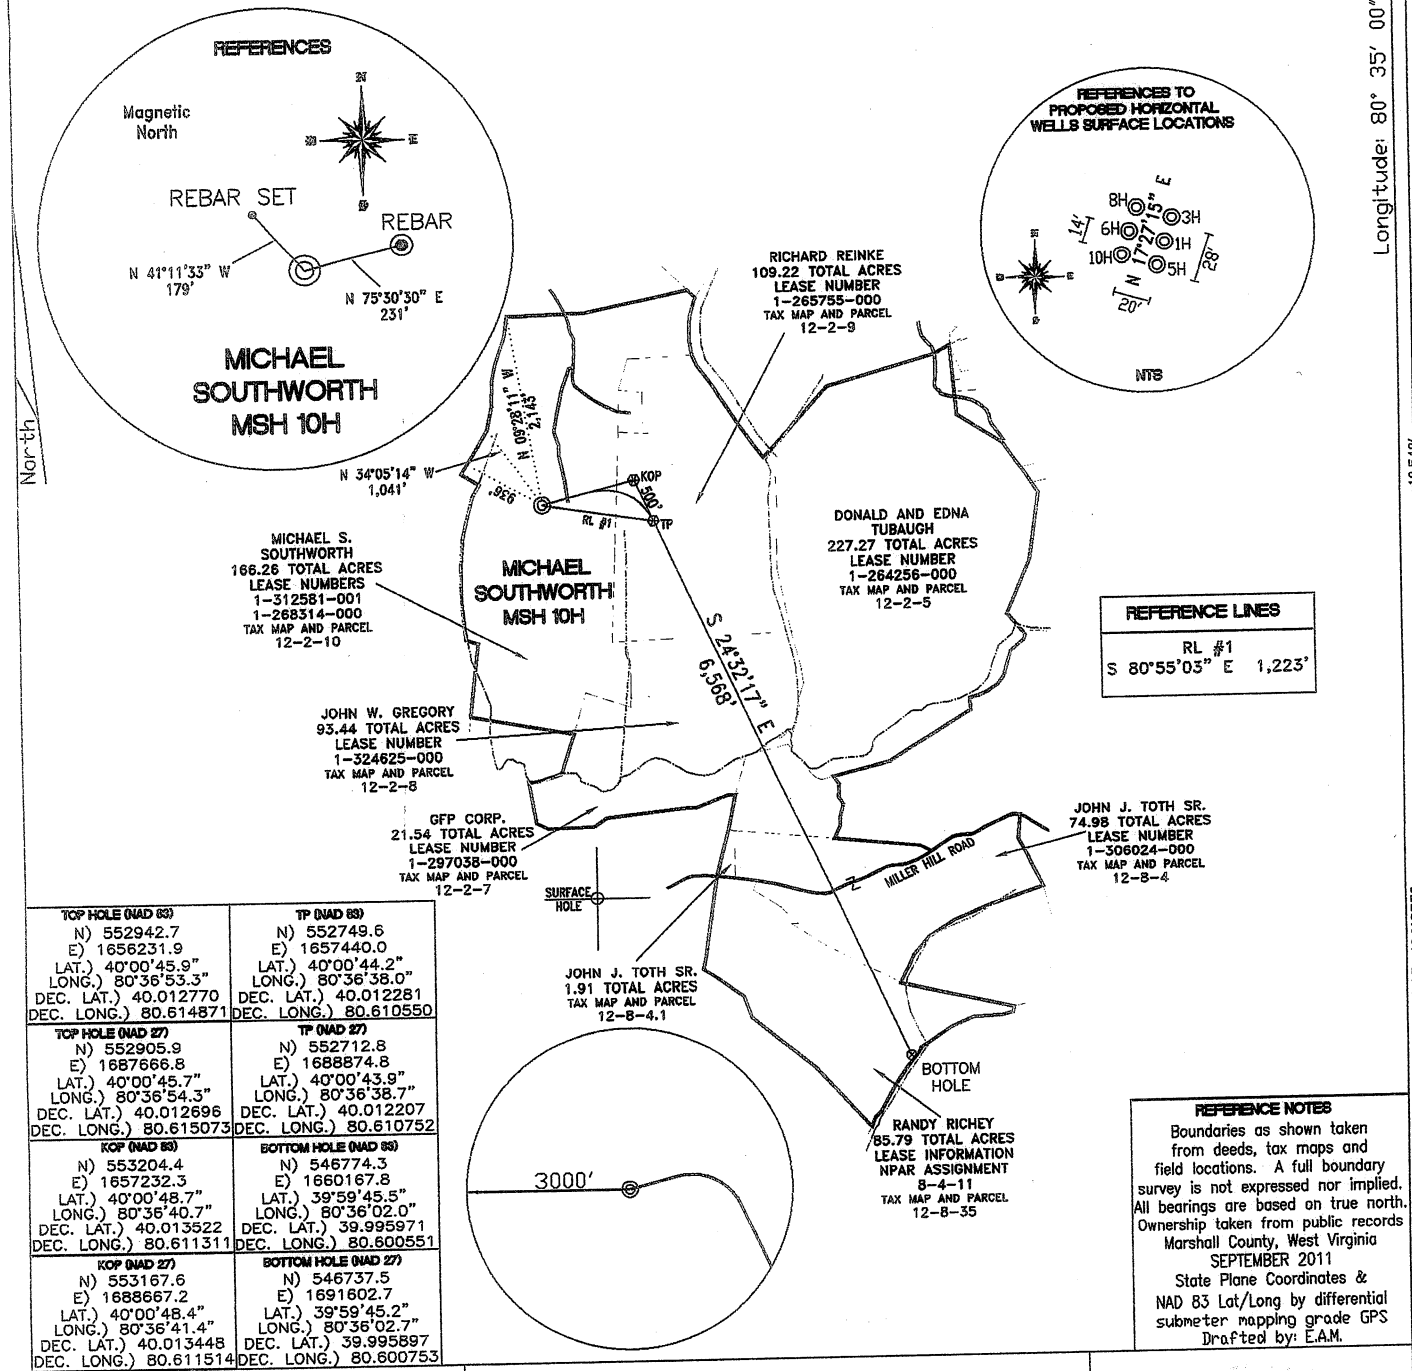 REFERENCES
Magnetic
North
N
E
REBAR SET
REBAR
N 41°11'33" W
179'
N 75°30'30" E
231'
MICHAEL
SOUTHWORTH
MSH 10H
North
Longitude: 80° 35' 00"
REFERENCES TO
PROPOSED HORIZONTAL
WELLS SURFACE LOCATIONS
8H
3H
6H
1H
10H
5H
14'
28'
20'
N 17°27'15" E
NTS
RICHARD REINKE
109.22 TOTAL ACRES
LEASE NUMBER
1-265755-000
TAX MAP AND PARCEL
12-2-9
N 09°28'11" W
2,143'
N 34°05'14" W
1,041'
936'
KOP
500'
TP
RL #1
MICHAEL S.
SOUTHWORTH
166.26 TOTAL ACRES
LEASE NUMBERS
1-312581-001
1-268314-000
TAX MAP AND PARCEL
12-2-10
MICHAEL
SOUTHWORTH
MSH 10H
DONALD AND EDNA
TUBAUGH
227.27 TOTAL ACRES
LEASE NUMBER
1-264256-000
TAX MAP AND PARCEL
12-2-5
REFERENCE LINES
RL #1
S 80°55'03" E 1,223'
S 24°32'17" E
6,568'
JOHN W. GREGORY
93.44 TOTAL ACRES
LEASE NUMBER
1-324625-000
TAX MAP AND PARCEL
12-2-8
GFP CORP.
21.54 TOTAL ACRES
LEASE NUMBER
1-297038-000
TAX MAP AND PARCEL
12-2-7
JOHN J. TOTH SR.
74.98 TOTAL ACRES
LEASE NUMBER
1-306024-000
TAX MAP AND PARCEL
12-8-4
MILLER HILL ROAD
SURFACE
HOLE
JOHN J. TOTH SR.
1.91 TOTAL ACRES
TAX MAP AND PARCEL
12-8-4.1
BOTTOM
HOLE
RANDY RICHEY
85.79 TOTAL ACRES
LEASE INFORMATION
NPAR ASSIGNMENT
8-4-11
TAX MAP AND PARCEL
12-8-35
3000'
TOP HOLE (NAD 83)
N) 552942.7
E) 1656231.9
LAT.) 40°00'45.9"
LONG.) 80°36'53.3"
DEC. LAT.) 40.012770
DEC. LONG.) 80.614871
TP (NAD 83)
N) 552749.6
E) 1657440.0
LAT.) 40°00'44.2"
LONG.) 80°36'38.0"
DEC. LAT.) 40.012281
DEC. LONG.) 80.610550
TOP HOLE (NAD 27)
N) 552905.9
E) 1687666.8
LAT.) 40°00'45.7"
LONG.) 80°36'54.3"
DEC. LAT.) 40.012696
DEC. LONG.) 80.615073
TP (NAD 27)
N) 552712.8
E) 1688874.8
LAT.) 40°00'43.9"
LONG.) 80°36'38.7"
DEC. LAT.) 40.012207
DEC. LONG.) 80.610752
KOP (NAD 83)
N) 553204.4
E) 1657232.3
LAT.) 40°00'48.7"
LONG.) 80°36'40.7"
DEC. LAT.) 40.013522
DEC. LONG.) 80.611311
BOTTOM HOLE (NAD 83)
N) 546774.3
E) 1660167.8
LAT.) 39°59'45.5"
LONG.) 80°36'02.0"
DEC. LAT.) 39.995971
DEC. LONG.) 80.600551
KOP (NAD 27)
N) 553167.6
E) 1688667.2
LAT.) 40°00'48.4"
LONG.) 80°36'41.4"
DEC. LAT.) 40.013448
DEC. LONG.) 80.611514
BOTTOM HOLE (NAD 27)
N) 546737.5
E) 1691602.7
LAT.) 39°59'45.2"
LONG.) 80°36'02.7"
DEC. LAT.) 39.995897
DEC. LONG.) 80.600753
REFERENCE NOTES
Boundaries as shown taken
from deeds, tax maps and
field locations. A full boundary
survey is not expressed nor implied.
All bearings are based on true north.
Ownership taken from public records
Marshall County, West Virginia
SEPTEMBER 2011
State Plane Coordinates &
NAD 83 Lat/Long by differential
submeter mapping grade GPS
Drafted by: E.A.M.